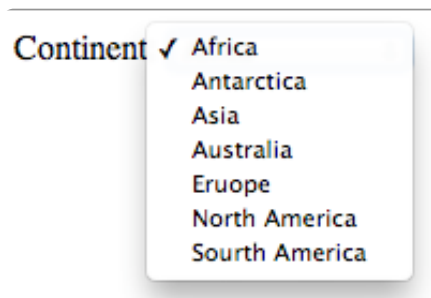 Continent ✓ Africa
Antarctica
Asia
Australia
Eruope
North America
Sourth America